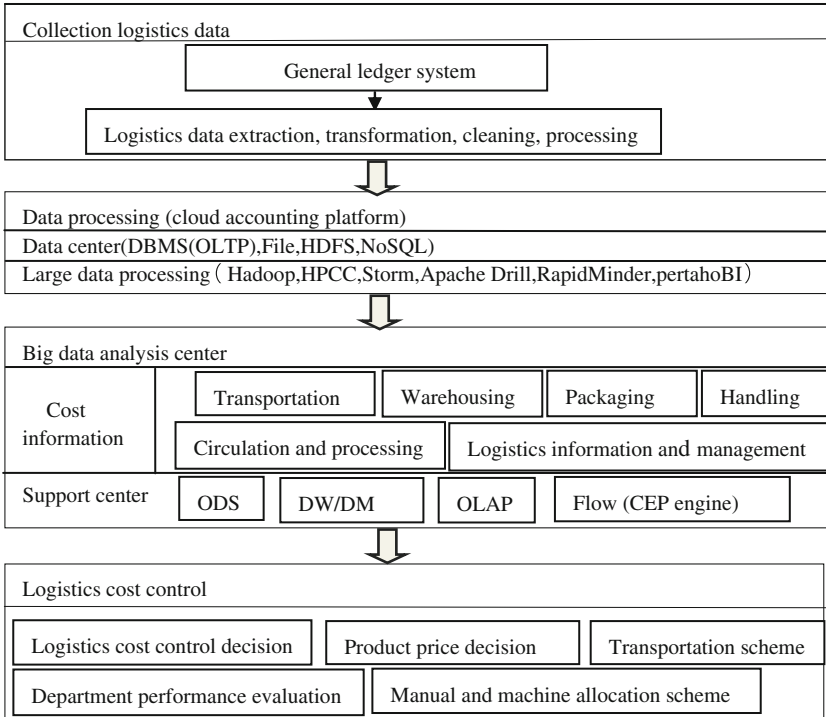 Collection logistics data
General ledger system
Logistics data extraction, transformation, cleaning, processing
Data processing (cloud accounting platform)
Data center(DBMS(OLTP),File,HDFS,NoSQL)
Large data processing（Hadoop,HPCC,Storm,Apache Drill,RapidMinder,pertahoBI）
Big data analysis center
Cost information
Transportation
Warehousing
Packaging
Handling
Circulation and processing
Logistics information and management
Support center
ODS
DW/DM
OLAP
Flow (CEP engine)
Logistics cost control
Logistics cost control decision
Product price decision
Transportation scheme
Department performance evaluation
Manual and machine allocation scheme